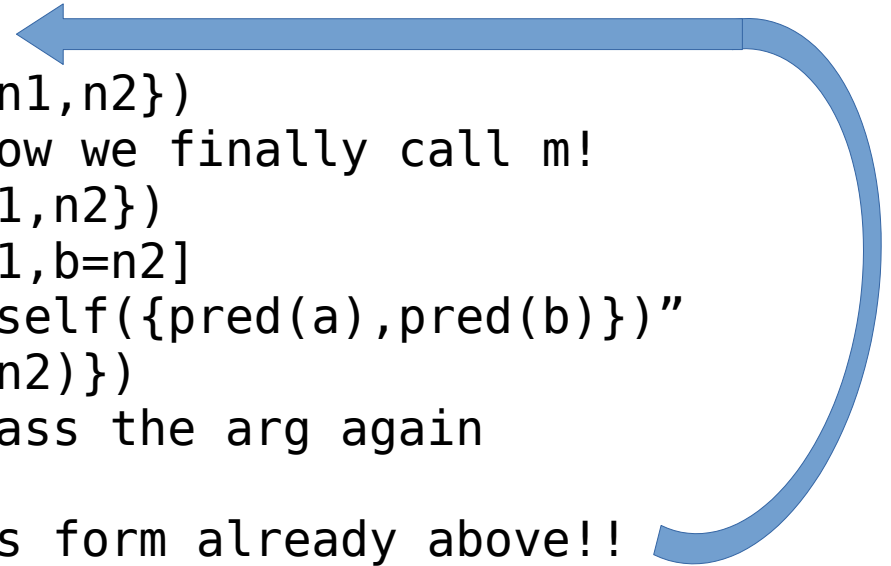 n1,n2})
ow we finally call m!
1,n2})
1,b=n2]
self({pred(a),pred(b)})”
n2)})
ass the arg again
s form already above!!